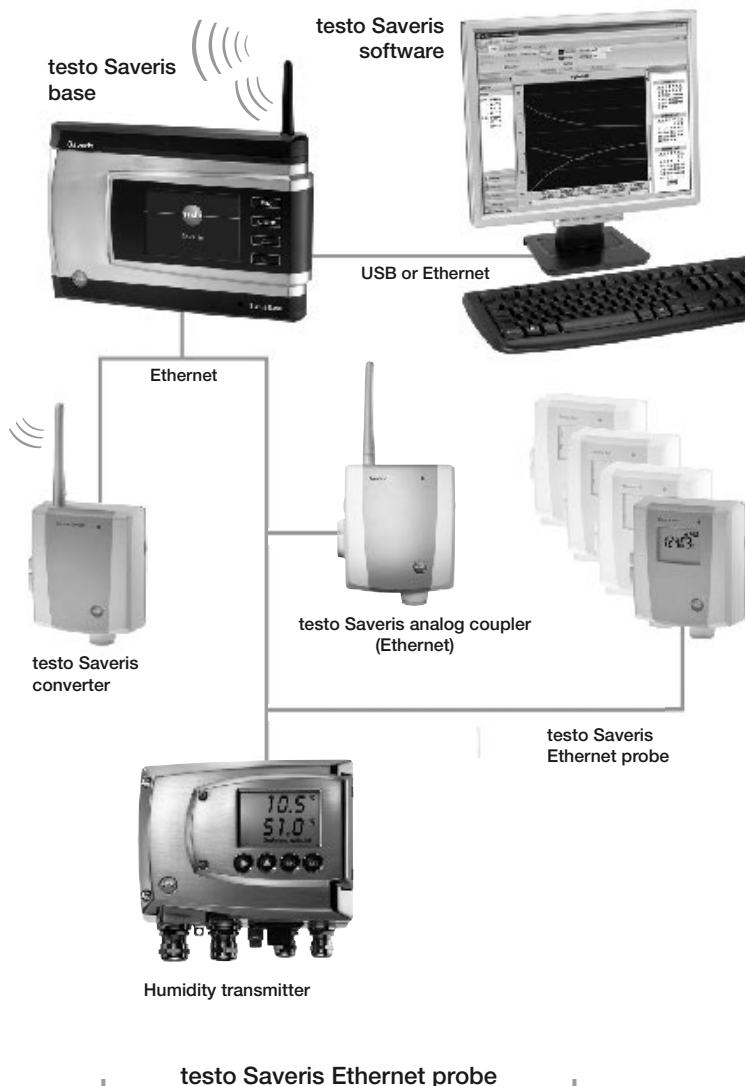 testo Saveris
base
testo Saveris
software
USB or Ethernet
Ethernet
testo Saveris
converter
testo Saveris analog coupler
(Ethernet)
testo Saveris
Ethernet probe
10.5
51.0
Humidity transmitter
testo Saveris Ethernet probe